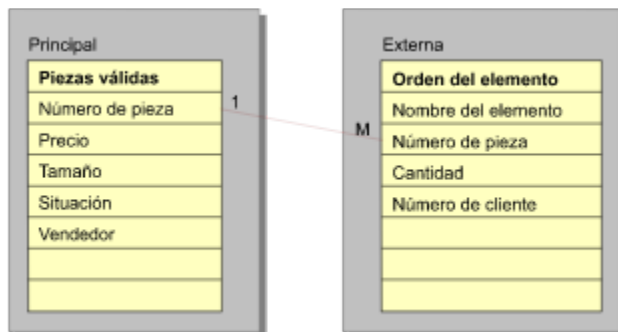 Principal
Piezas válidas
Número de pieza
Precio
Tamaño
Situación
Vendedor
1
M
Externa
Orden del elemento
Nombre del elemento
Número de pieza
Cantidad
Número de cliente